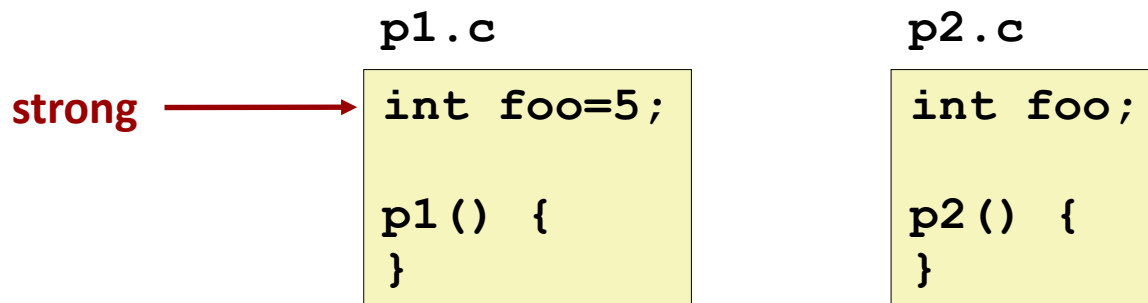 p1.c
strong
int foo=5;
p1() {
}
p2.c
int foo;
p2() {
}